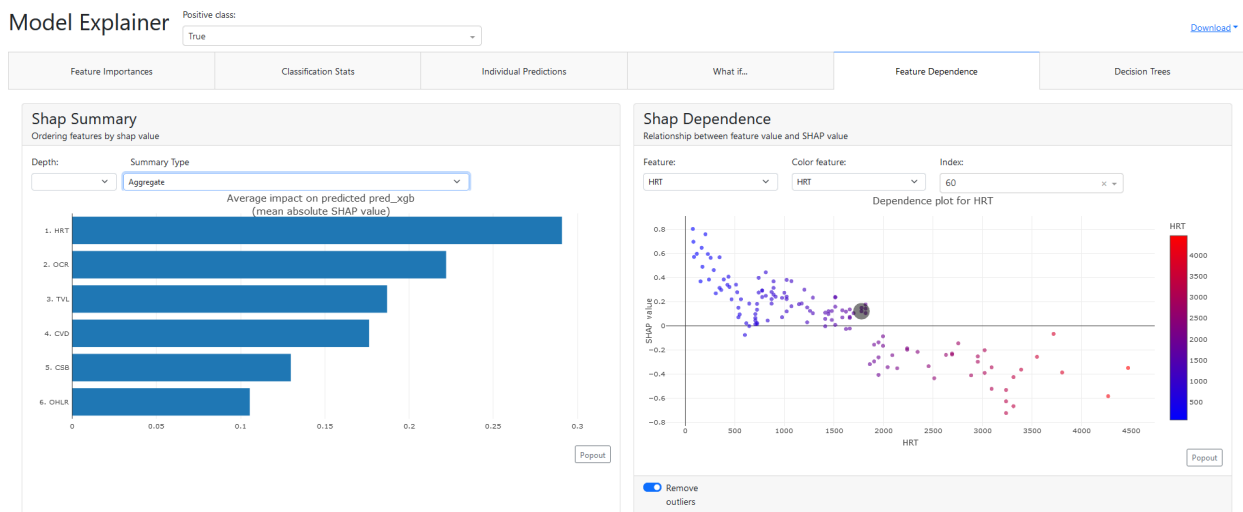 Model Explainer
Positive class:
True
Download
Feature Importances
Classification Stats
Individual Predictions
What if...
Feature Dependence
Decision Trees
Shap Summary
Ordering features by shap value
Depth:
Summary Type
Aggregate
Average impact on predicted pred_xgb
(mean absolute SHAP value)
1. HRT
2. OCR
3. TVL
4. CVD
5. CSB
6. OHLR
0
0.05
0.1
0.15
0.2
0.25
0.3
Popout
Shap Dependence
Relationship between feature value and SHAP value
Feature:
Color feature:
Index:
HRT
HRT
60
Dependence plot for HRT
SHAP value
0.8
0.6
0.4
0.2
0
−0.2
−0.4
−0.6
−0.8
0
500
1000
1500
2000
2500
3000
3500
4000
4500
HRT
HRT
4000
3500
3000
2500
2000
1500
1000
500
Popout
Remove
outliers